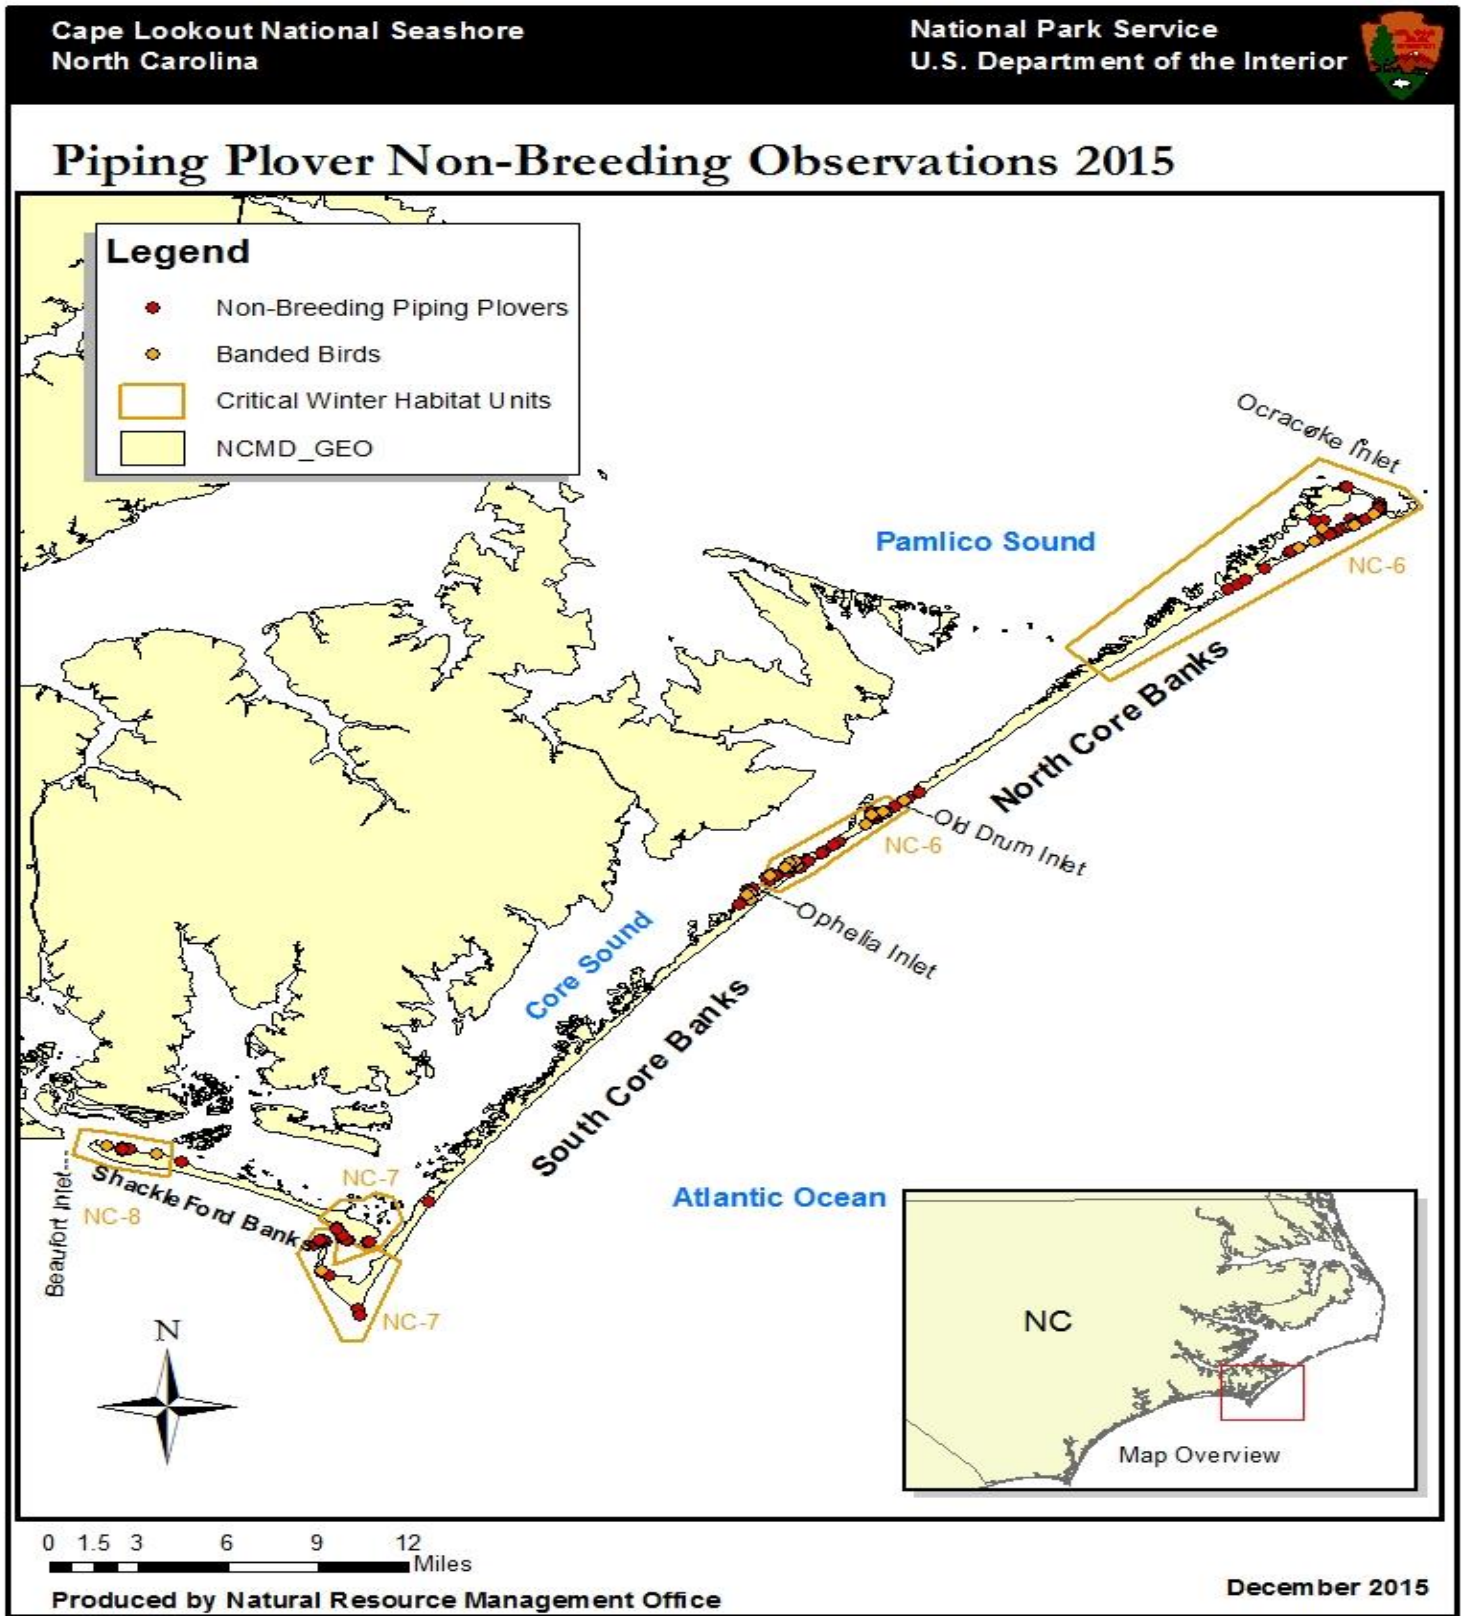 Cape Lookout National Seashore
North Carolina
National Park Service
U.S. Department of the Interior
Piping Plover Non-Breeding Observations 2015
Legend
Non-Breeding Piping Plovers
Banded Birds
Critical Winter Habitat Units
NCMD_GEO
Ocracoke Inlet
Pamlico Sound
NC-6
North Core Banks
Old Drum Inlet
NC-6
Ophelia Inlet
Core Sound
South Core Banks
Atlantic Ocean
NC-7
Shackle Ford Banks
NC-8
Beaufort Inlet
NC-7
N
NC
Map Overview
0 1.5 3 6 9 12
Miles
Produced by Natural Resource Management Office
December 2015